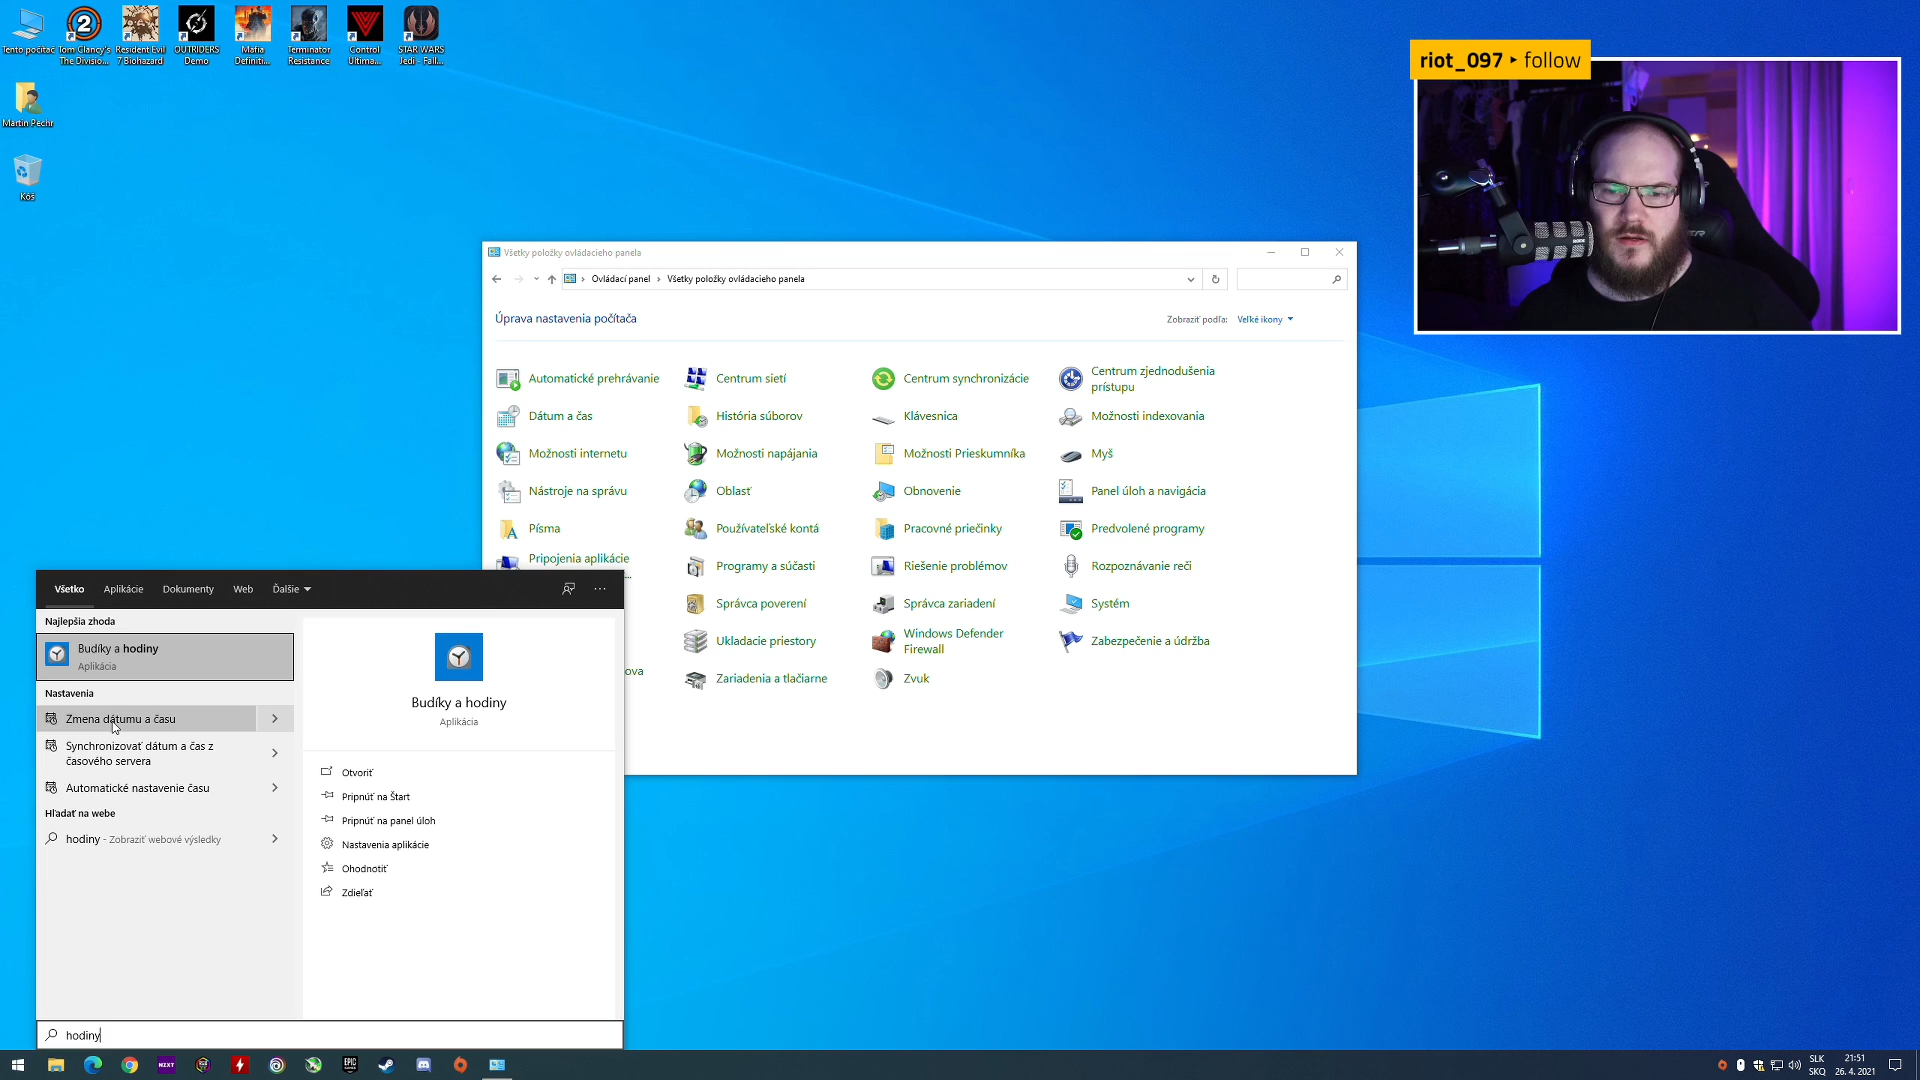 Tento počítač
Tom Clancy's
The Divisio...
Resident Evil
7 Biohazard
OUTRIDERS
Demo
Mafia
Definiti...
Terminator
Resistance
Control
Ultima...
STAR WARS
Jedi - Fall...
Martin Pechr
Kôš
riot_097 ‣ follow
Všetky položky ovládacieho panela
Ovládací panel › Všetky položky ovládacieho panela
Úprava nastavenia počítača
Zobraziť podľa: Veľké ikony
Automatické prehrávanie
Centrum sietí
Centrum synchronizácie
Centrum zjednodušenia
prístupu
Dátum a čas
História súborov
Klávesnica
Možnosti indexovania
Možnosti internetu
Možnosti napájania
Možnosti Prieskumníka
Myš
Nástroje na správu
Oblasť
Obnovenie
Panel úloh a navigácia
Písma
Používateľské kontá
Pracovné priečinky
Predvolené programy
Pripojenia aplikácie
...
Programy a súčasti
Riešenie problémov
Rozpoznávanie reči
Správca poverení
Správca zariadení
Systém
Ukladacie priestory
Windows Defender
Firewall
Zabezpečenie a údržba
ova
Zariadenia a tlačiarne
Zvuk
Všetko Aplikácie Dokumenty Web Ďalšie
Najlepšia zhoda
Budíky a hodiny
Aplikácia
Nastavenia
Zmena dátumu a času
Synchronizovať dátum a čas z
časového servera
Automatické nastavenie času
Hľadať na webe
hodiny - Zobraziť webové výsledky
Budíky a hodiny
Aplikácia
Otvoriť
Pripnúť na Štart
Pripnúť na panel úloh
Nastavenia aplikácie
Ohodnotiť
Zdieľať
hodiny
NZXT
EPIC
SLK
SKQ
21:51
26. 4. 2021